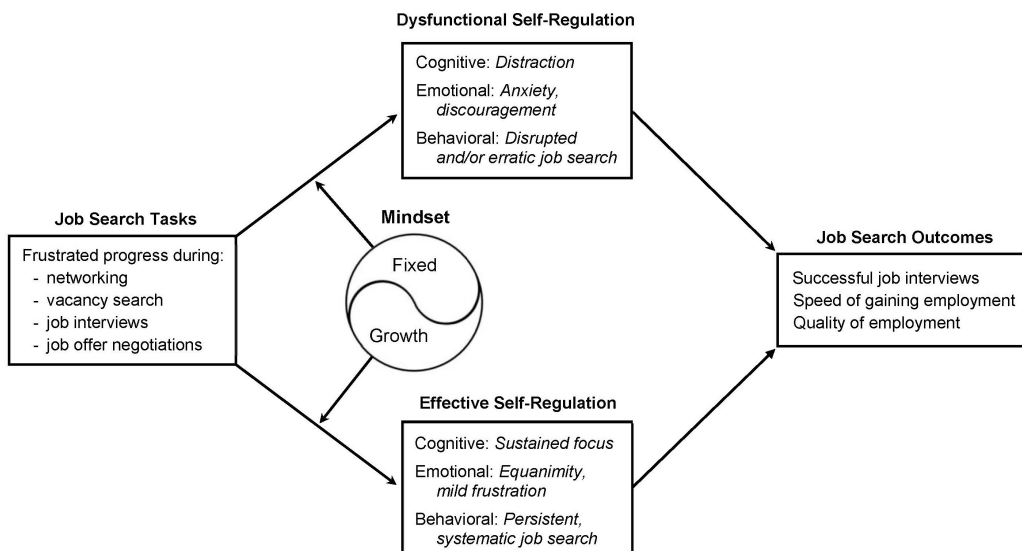 Dysfunctional Self-Regulation
Cognitive: Distraction
Emotional: Anxiety,
discouragement
Behavioral: Disrupted
and/or erratic job search
Job Search Tasks
Frustrated progress during:
- networking
- vacancy search
- job interviews
- job offer negotiations
Mindset
Fixed
Growth
Job Search Outcomes
Successful job interviews
Speed of gaining employment
Quality of employment
Effective Self-Regulation
Cognitive: Sustained focus
Emotional: Equanimity,
mild frustration
Behavioral: Persistent,
systematic job search